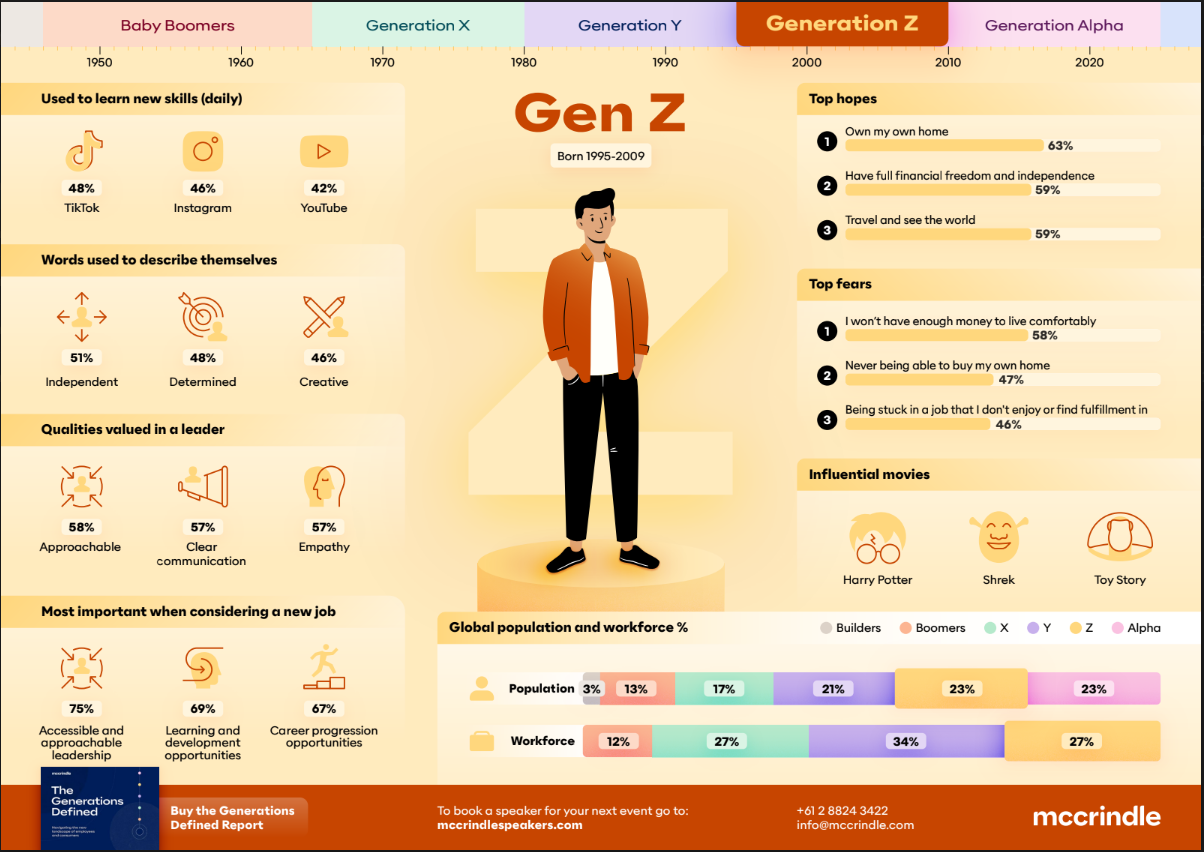 Baby Boomers
Generation X
Generation Y
Generation Z
Generation Alpha
1950
1960
1970
1980
1990
2000
2010
2020
Used to learn new skills (daily)
48%
46%
42%
TikTok
Instagram
YouTube
Words used to describe themselves
51%
48%
46%
Independent
Determined
Creative
Qualities valued in a leader
58%
57%
57%
Approachable
Clear
communication
Empathy
Most important when considering a new job
75%
69%
67%
Accessible and
approachable
leadership
Learning and
development
opportunities
Career progression
opportunities
Gen Z
Born 1995-2009
Top hopes
1
Own my own home
63%
2
Have full financial freedom and independence
59%
3
Travel and see the world
59%
Top fears
1
I won't have enough money to live comfortably
58%
2
Never being able to buy my own home
47%
3
Being stuck in a job that I don't enjoy or find fulfillment in
46%
Influential movies
Harry Potter
Shrek
Toy Story
Global population and workforce %
Builders
Boomers
X
Y
Z
Alpha
Population
3%
13%
17%
21%
23%
23%
Workforce
12%
27%
34%
27%
mccrindle
The
Generations
Defined
Buy the Generations
Defined Report
To book a speaker for your next event go to:
mccrindlespeakers.com
+61 2 8824 3422
info@mccrindle.com
mccrindle